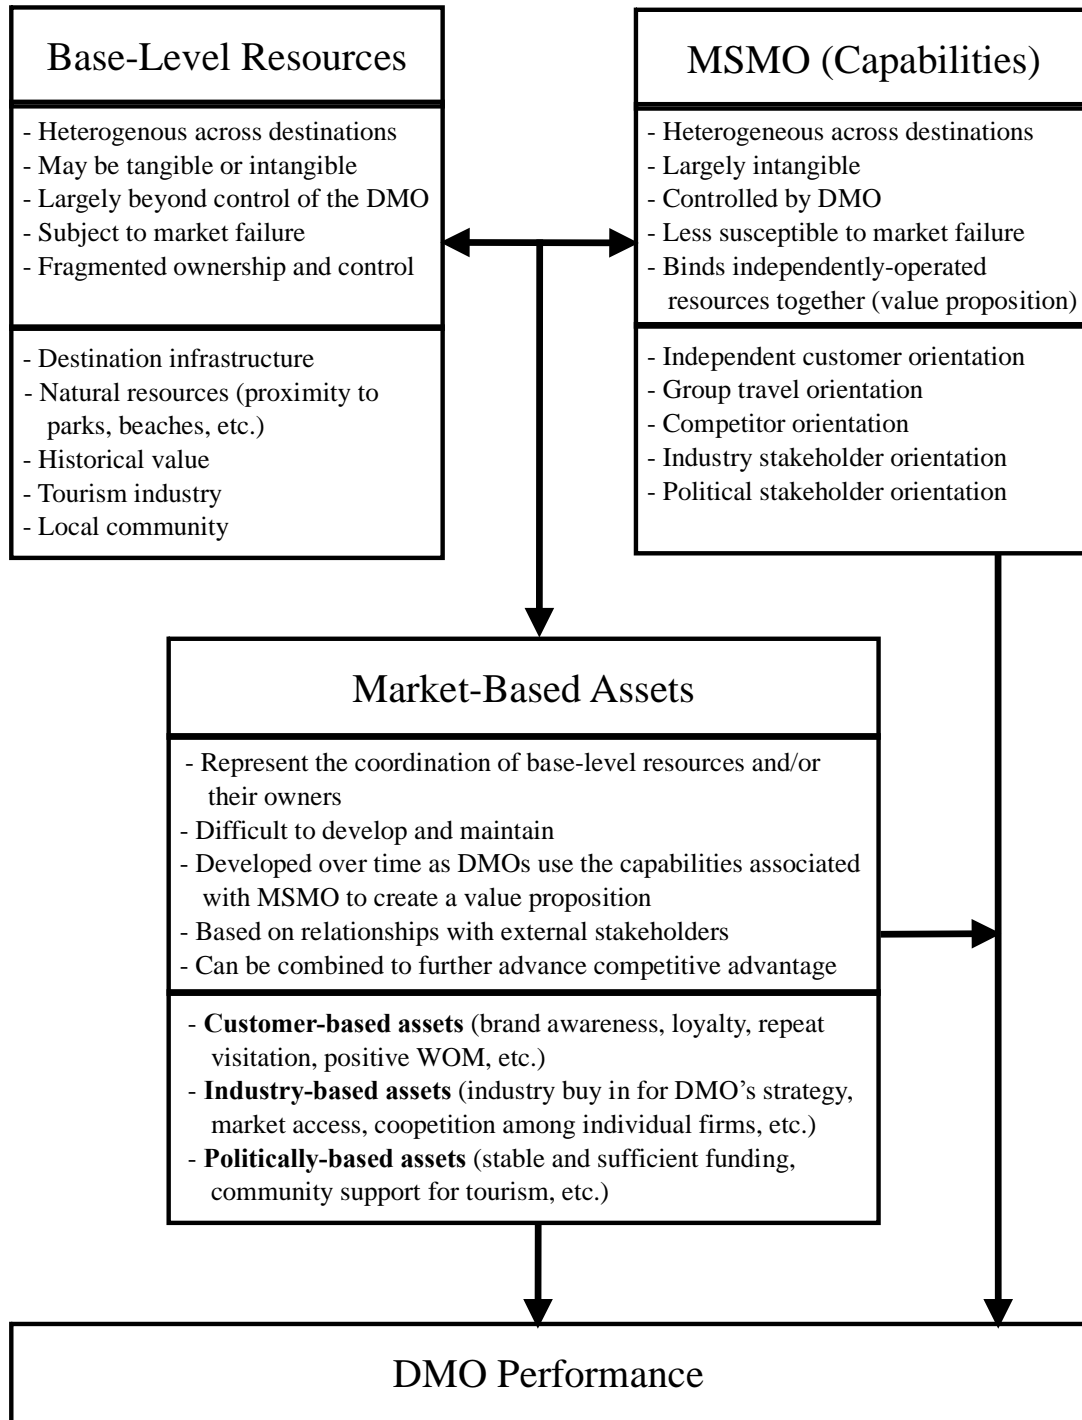 Base-Level Resources
- Heterogenous across destinations
- May be tangible or intangible
- Largely beyond control of the DMO
- Subject to market failure
- Fragmented ownership and control
- Destination infrastructure
- Natural resources (proximity to
parks, beaches, etc.)
- Historical value
- Tourism industry
- Local community
MSMO (Capabilities)
- Heterogeneous across destinations
- Largely intangible
- Controlled by DMO
- Less susceptible to market failure
- Binds independently-operated
resources together (value proposition)
- Independent customer orientation
- Group travel orientation
- Competitor orientation
- Industry stakeholder orientation
- Political stakeholder orientation
Market-Based Assets
- Represent the coordination of base-level resources and/or
their owners
- Difficult to develop and maintain
- Developed over time as DMOs use the capabilities associated
with MSMO to create a value proposition
- Based on relationships with external stakeholders
- Can be combined to further advance competitive advantage
- Customer-based assets (brand awareness, loyalty, repeat
visitation, positive WOM, etc.)
- Industry-based assets (industry buy in for DMO’s strategy,
market access, coopetition among individual firms, etc.)
- Politically-based assets (stable and sufficient funding,
community support for tourism, etc.)
DMO Performance